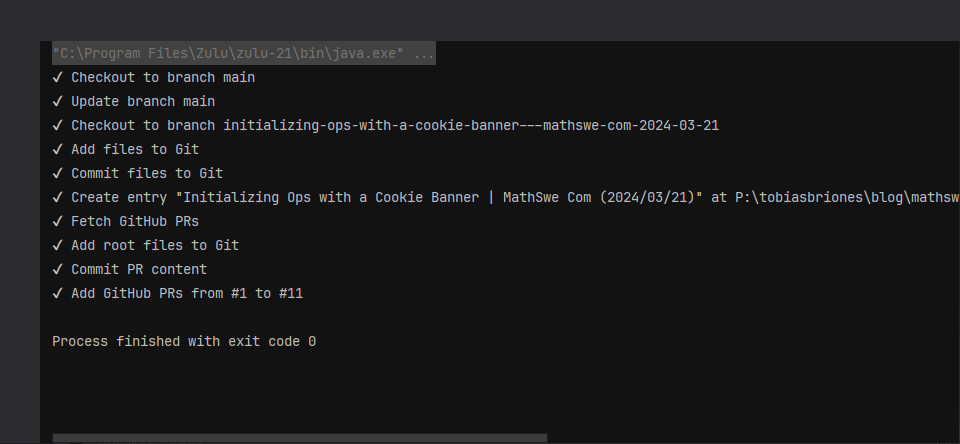 "C:\Program Files\Zulu\zulu-21\bin\java.exe" ...
✓ Checkout to branch main
✓ Update branch main
✓ Checkout to branch initializing-ops-with-a-cookie-banner---mathswe-com-2024-03-21
✓ Add files to Git
✓ Commit files to Git
✓ Create entry "Initializing Ops with a Cookie Banner | MathSwe Com (2024/03/21)" at P:\tobiasbriones\blog\mathsw
✓ Fetch GitHub PRs
✓ Add root files to Git
✓ Commit PR content
✓ Add GitHub PRs from #1 to #11
Process finished with exit code 0